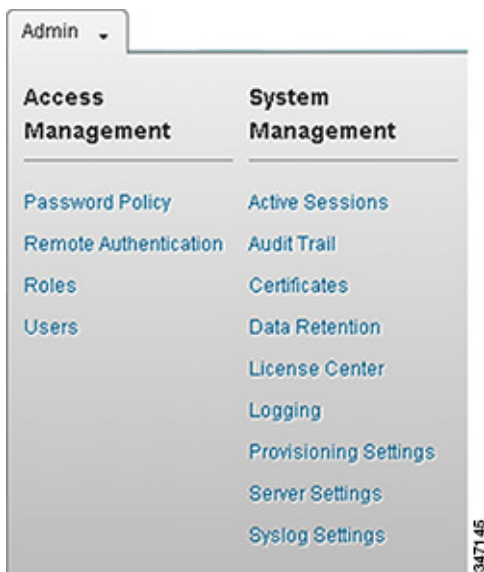 Admin
Access
Management
Password Policy
Remote Authentication
Roles
Users
System
Management
Active Sessions
Audit Trail
Certificates
Data Retention
License Center
Logging
Provisioning Settings
Server Settings
Syslog Settings
347145